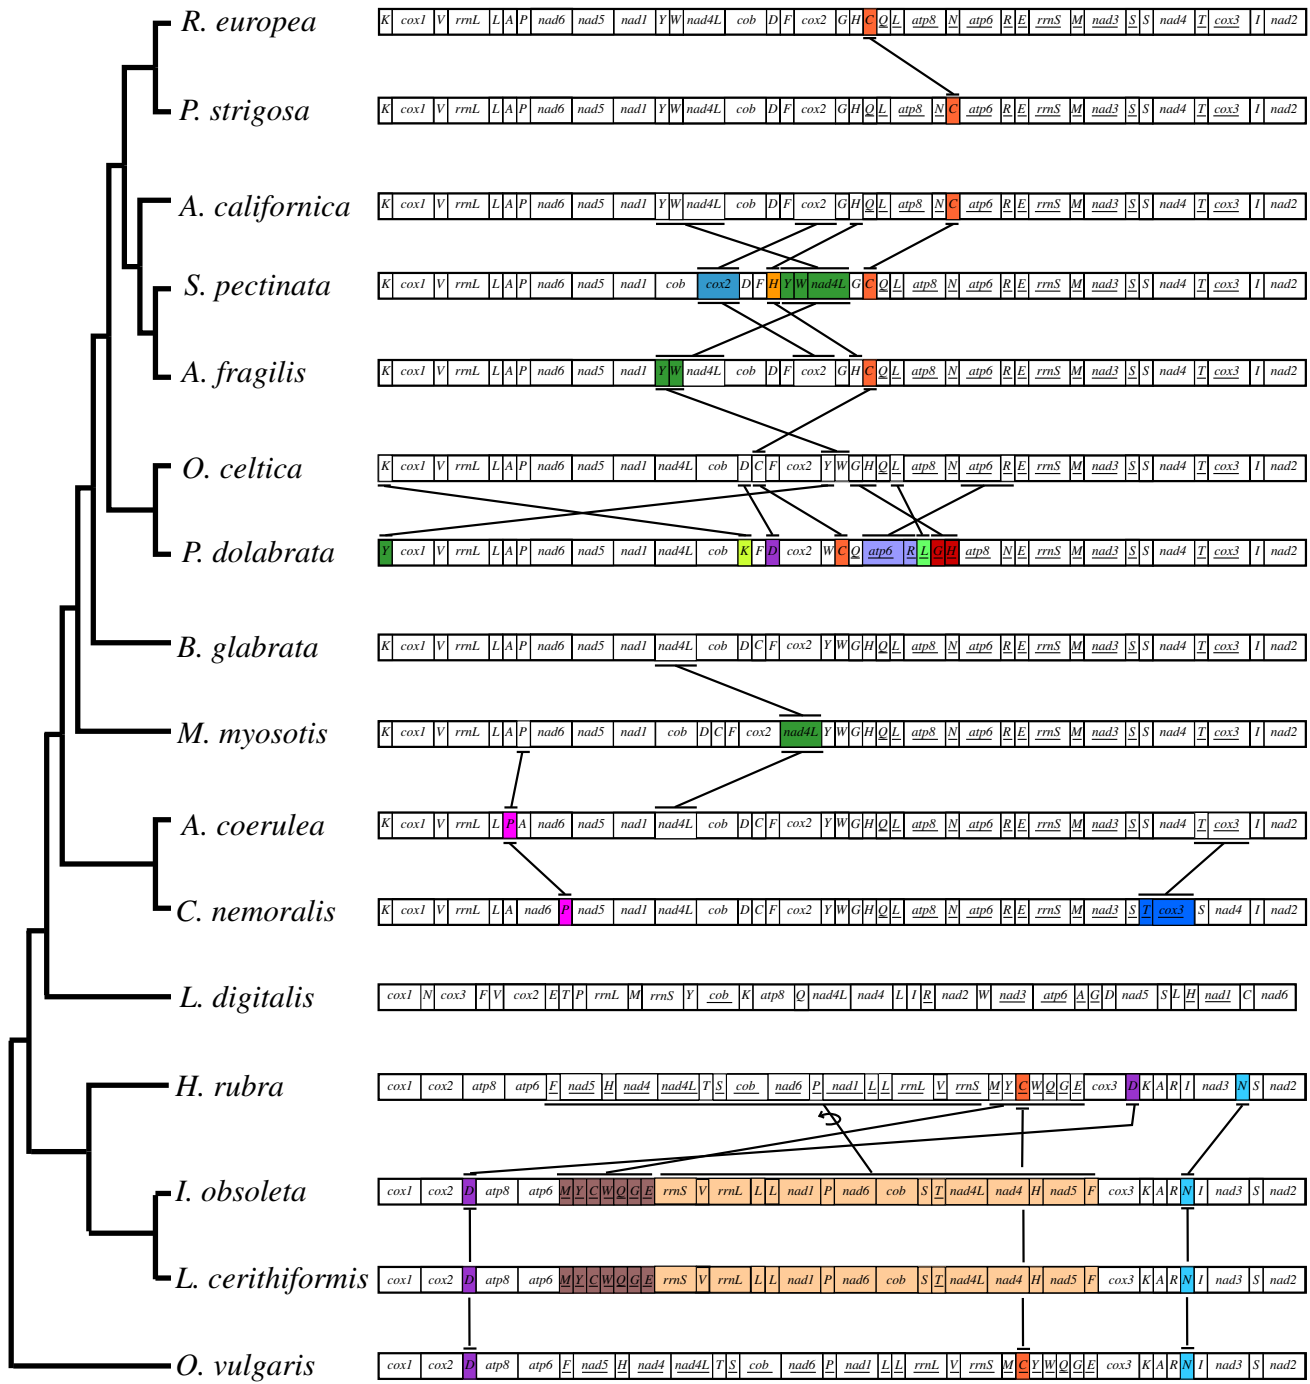 R. europea K cox1 V rrnL L A P nad6 nad5 nad1 Y W nad4L cob D F cox2 G H C Q L atp8 N atp6 R E rrnS M nad3 S S nad4 T cox3 I nad2
P. strigosa K cox1 V rrnL L A P nad6 nad5 nad1 Y W nad4L cob D F cox2 G H Q L atp8 N C atp6 R E rrnS M nad3 S S nad4 T cox3 I nad2
A. californica K cox1 V rrnL L A P nad6 nad5 nad1 Y W nad4L cob D F cox2 G H Q L atp8 N C atp6 R E rrnS M nad3 S S nad4 T cox3 I nad2
S. pectinata K cox1 V rrnL L A P nad6 nad5 nad1 cob cox2 D F H Y W nad4L G C Q L atp8 N atp6 R E rrnS M nad3 S S nad4 T cox3 I nad2
A. fragilis K cox1 V rrnL L A P nad6 nad5 nad1 Y W nad4L cob D F cox2 G H C Q L atp8 N atp6 R E rrnS M nad3 S S nad4 T cox3 I nad2
O. celtica K cox1 V rrnL L A P nad6 nad5 nad1 nad4L cob D C F cox2 Y W G H Q L atp8 N atp6 R E rrnS M nad3 S S nad4 T cox3 I nad2
P. dolabrata Y cox1 V rrnL L A P nad6 nad5 nad1 nad4L cob K F D cox2 W C Q atp6 R L G H atp8 N E rrnS M nad3 S S nad4 T cox3 I nad2
B. glabrata K cox1 V rrnL L A P nad6 nad5 nad1 nad4L cob D C F cox2 Y W G H Q L atp8 N atp6 R E rrnS M nad3 S S nad4 T cox3 I nad2
M. myosotis K cox1 V rrnL L A P nad6 nad5 nad1 cob D C F cox2 nad4L Y W G H Q L atp8 N atp6 R E rrnS M nad3 S S nad4 T cox3 I nad2
A. coerulea K cox1 V rrnL L P A nad6 nad5 nad1 nad4L cob D C F cox2 Y W G H Q L atp8 N atp6 R E rrnS M nad3 S S nad4 T cox3 I nad2
C. nemoralis K cox1 V rrnL L A nad6 P nad5 nad1 nad4L cob D C F cox2 Y W G H Q L atp8 N atp6 R E rrnS M nad3 S T cox3 S nad4 I nad2
L. digitalis cox1 N cox3 F V cox2 E T P rrnL M rrnS Y cob K atp8 Q nad4L nad4 L I R nad2 W nad3 atp6 A G D nad5 S L H nad1 C nad6
H. rubra cox1 cox2 atp8 atp6 F nad5 H nad4 nad4L T S cob nad6 P nad1 L L rrnL V rrnS M Y C W Q G E cox3 D K A R I nad3 N S nad2
I. obsoleta cox1 cox2 D atp8 atp6 M Y C W Q G E rrnS V rrnL L L nad1 P nad6 cob S T nad4L nad4 H nad5 F cox3 K A R N I nad3 S nad2
L. cerithiformis cox1 cox2 D atp8 atp6 M Y C W Q G E rrnS V rrnL L L nad1 P nad6 cob S T nad4L nad4 H nad5 F cox3 K A R N I nad3 S nad2
O. vulgaris cox1 cox2 D atp8 atp6 F nad5 H nad4 nad4L T S cob nad6 P nad1 L L rrnL V rrnS M C Y W Q G E cox3 K A R N I nad3 S nad2